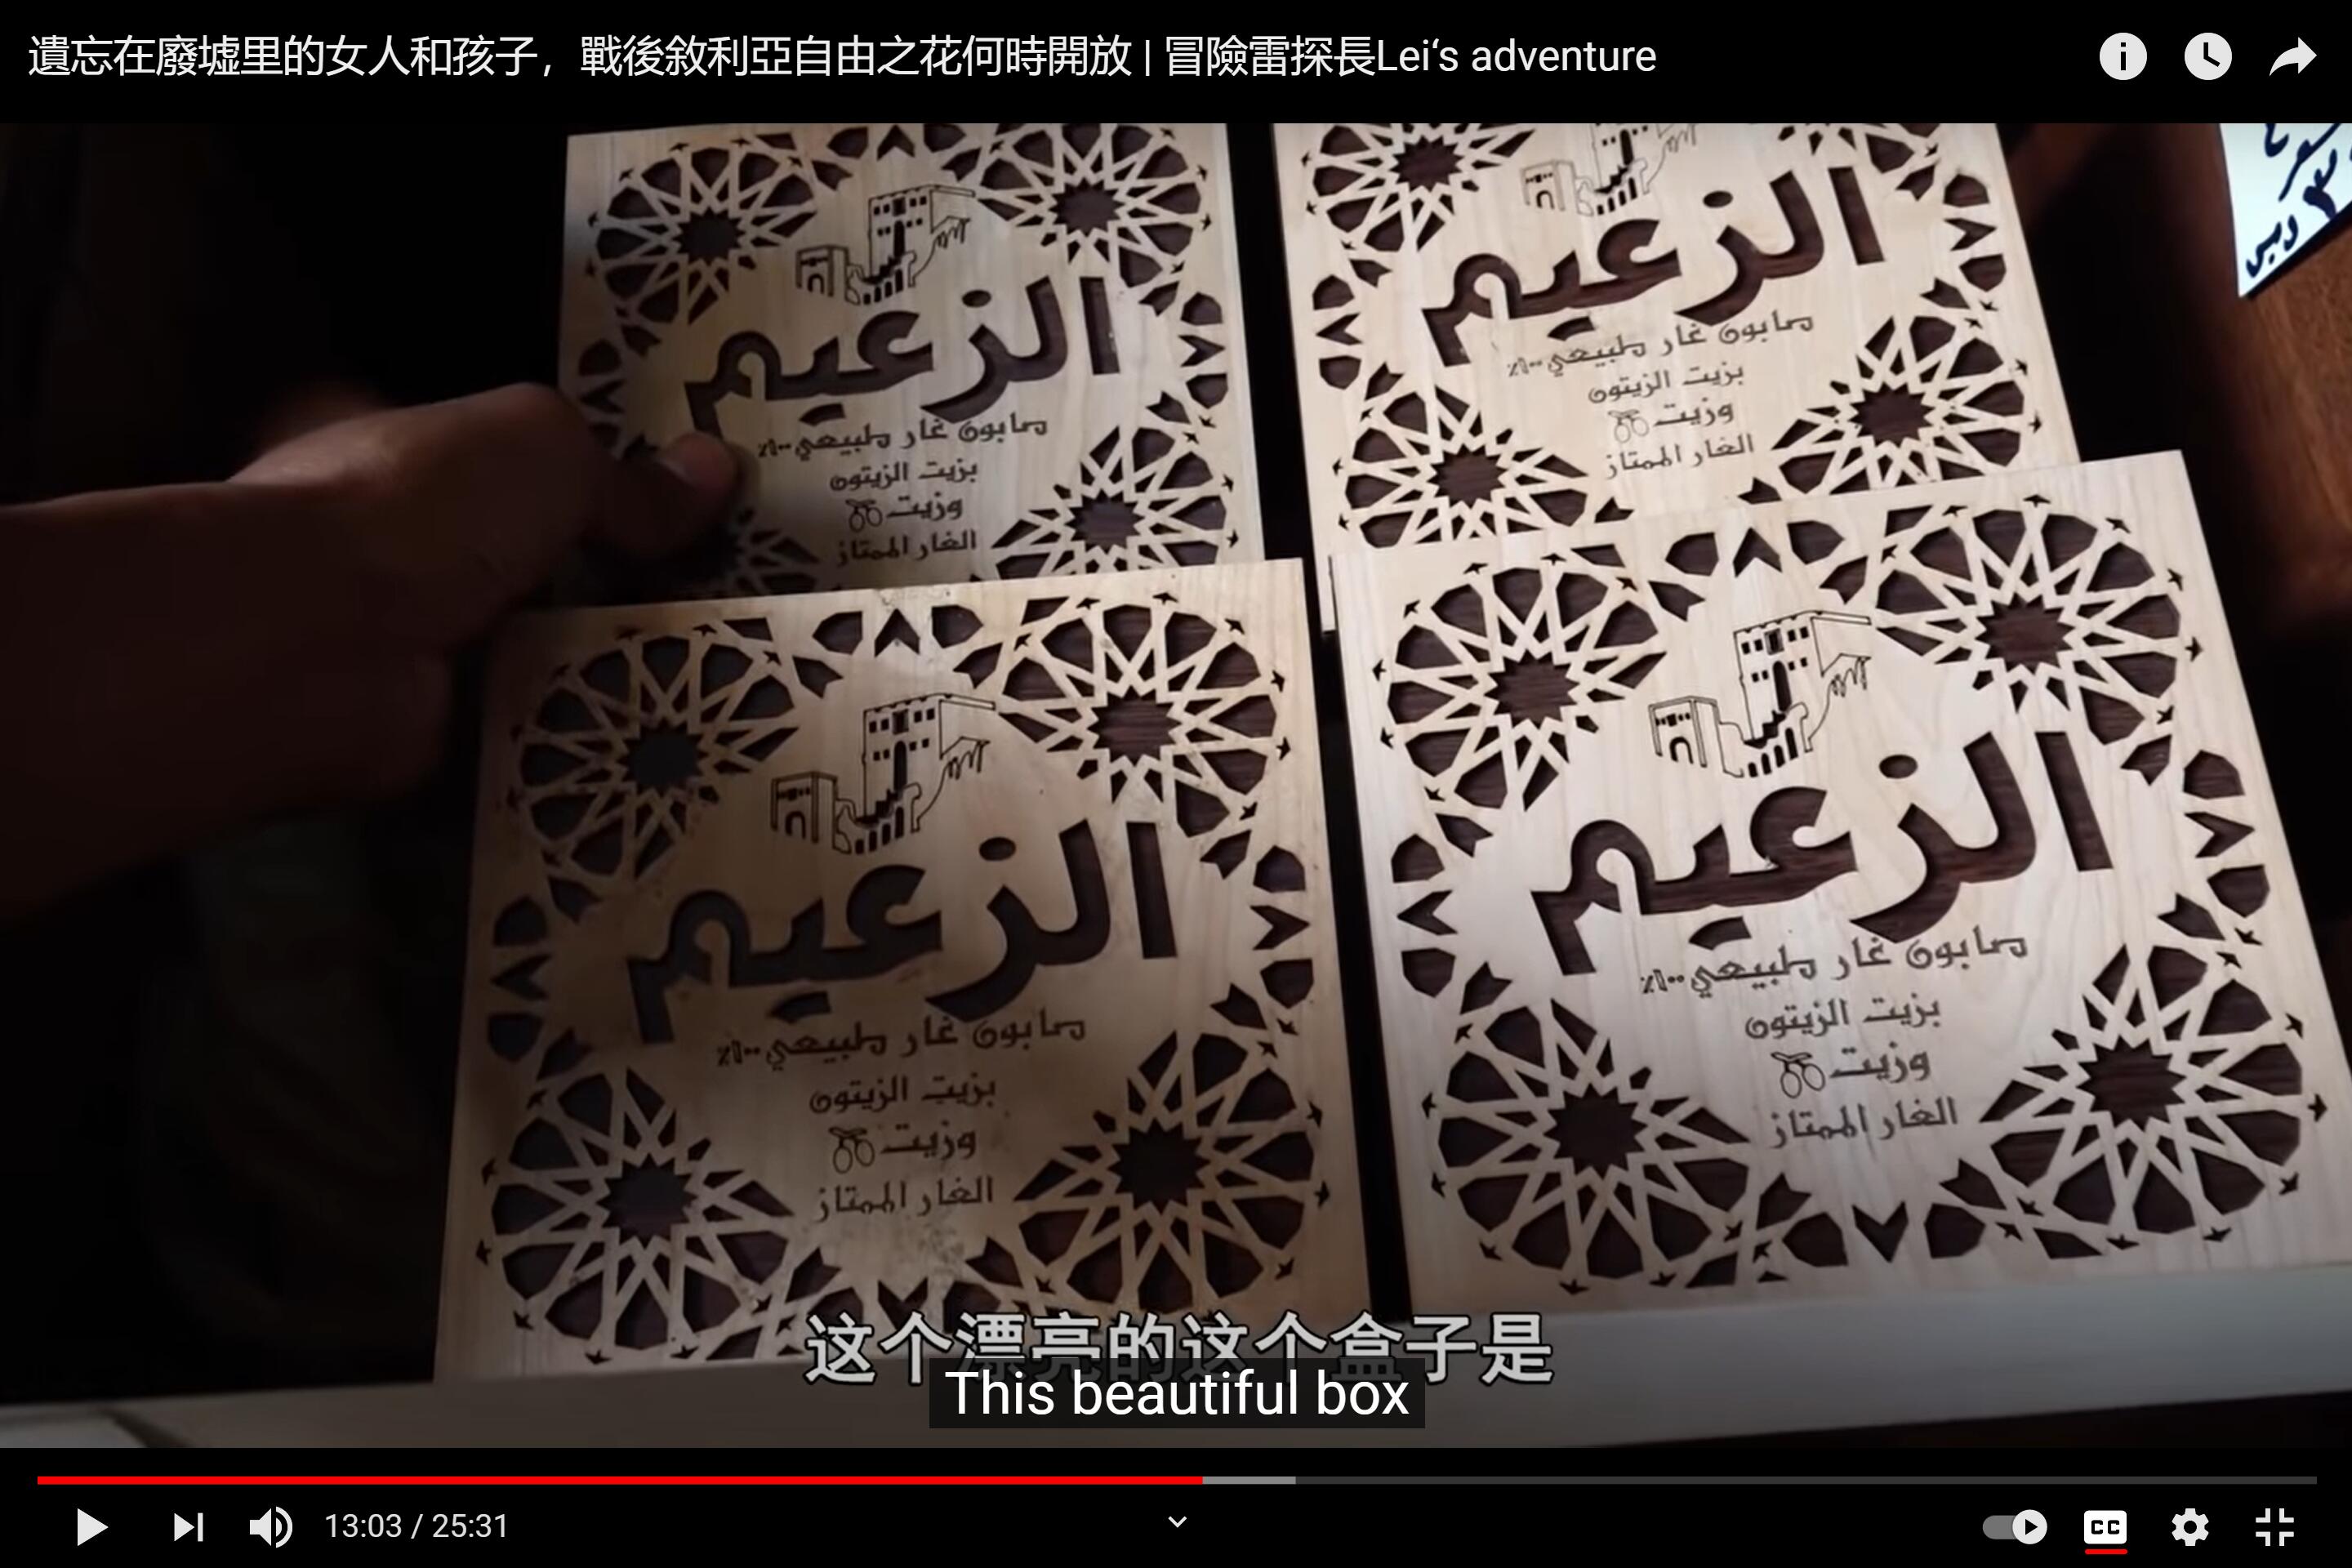 遺忘在廢墟里的女人和孩子，戰後敘利亞自由之花何時開放 | 冒險雷探長Lei‘s adventure
الزعيم
صابون غار طبيعي ١٠٠٪
بزيت الزيتون
وزيت
الغار الممتاز
الزعيم
صابون غار طبيعي ١٠٠٪
بزيت الزيتون
وزيت
الغار الممتاز
الزعيم
صابون غار طبيعي ١٠٠٪
بزيت الزيتون
وزيت
الغار الممتاز
الزعيم
صابون غار طبيعي ١٠٠٪
بزيت الزيتون
وزيت
الغار الممتاز
这个漂亮的这个盒子是
This beautiful box
13:03 / 25:31
CC